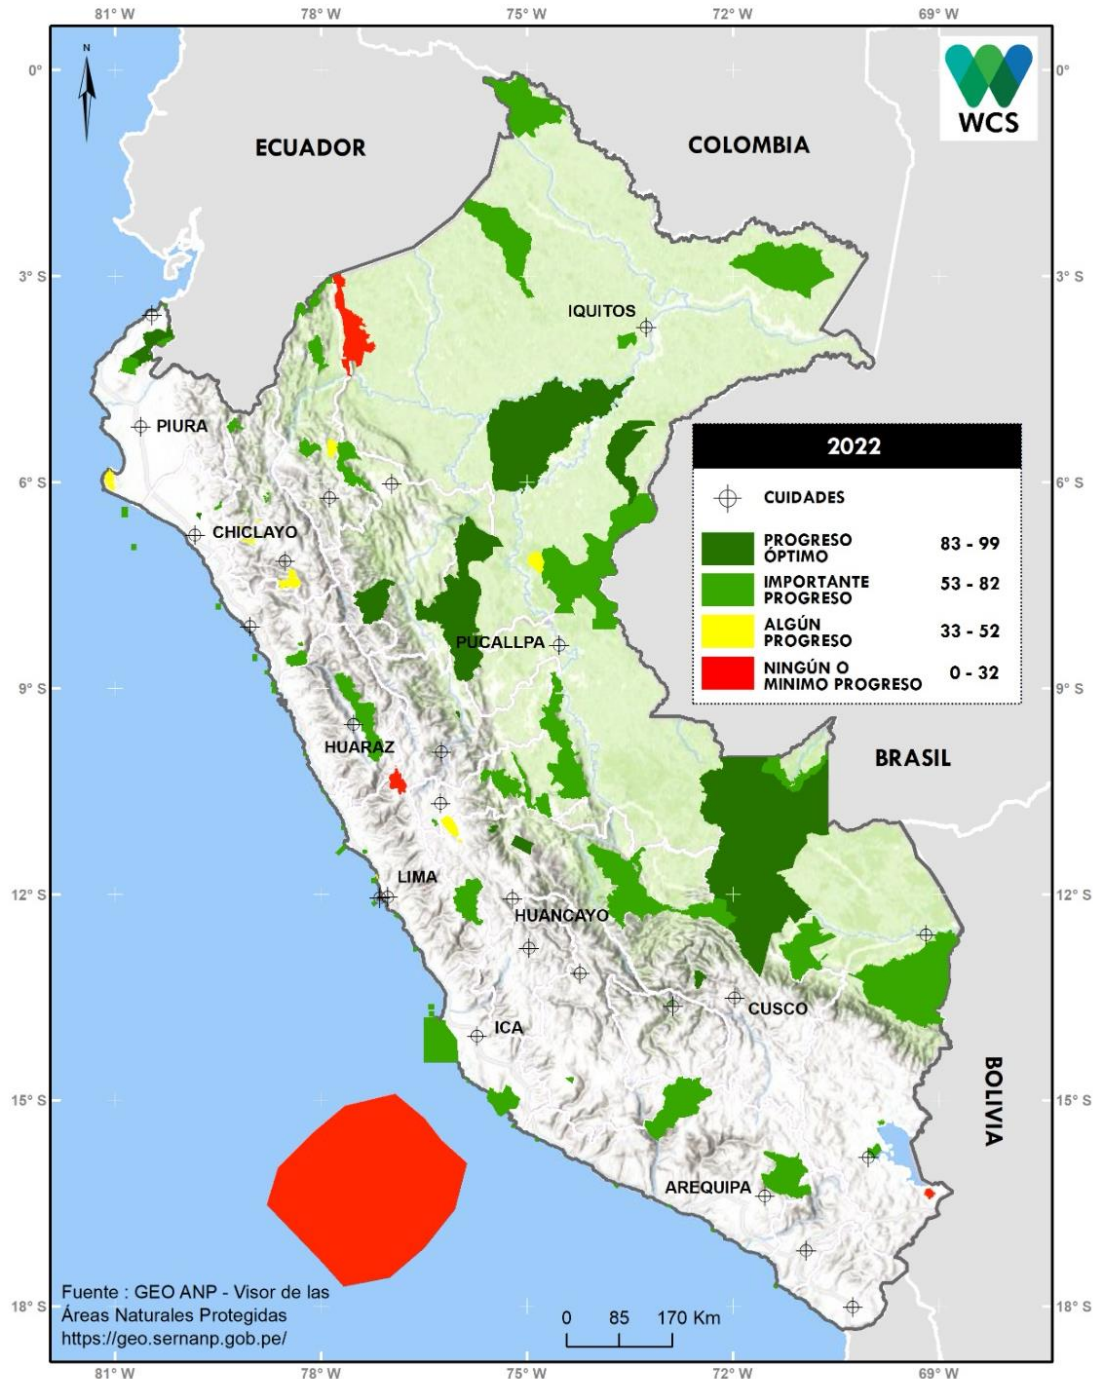 81° W
78° W
75° W
72° W
69° W
N
0°
0°
WCS
ECUADOR
COLOMBIA
3° S
3° S
IQUITOS
PIURA
2022
CUIDADES
PROGRESO
ÓPTIMO
83 - 99
IMPORTANTE
PROGRESO
53 - 82
ALGÚN
PROGRESO
33 - 52
NINGÚN O
MINIMO PROGRESO
0 - 32
6° S
6° S
CHICLAYO
PUCALLPA
9° S
9° S
HUARAZ
BRASIL
LIMA
12° S
12° S
HUANCAYO
CUSCO
ICA
BOLIVIA
15° S
15° S
AREQUIPA
Fuente : GEO ANP - Visor de las
Áreas Naturales Protegidas
https://geo.sernanp.gob.pe/
0 85 170 Km
18° S
18° S
81° W
78° W
75° W
72° W
69° W